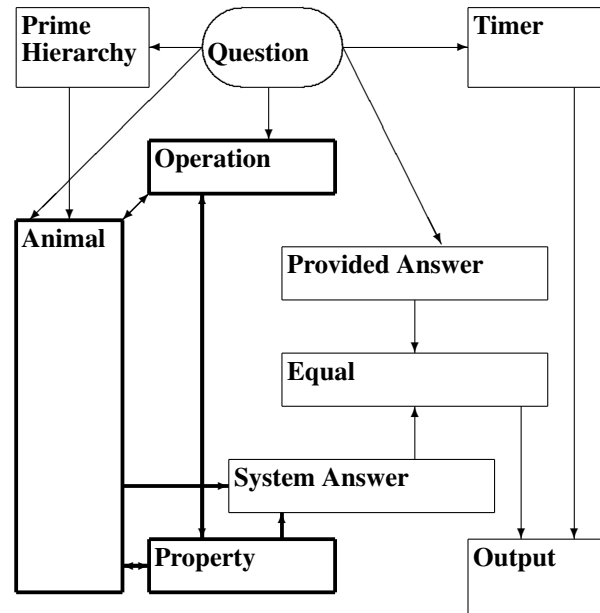 Prime
Hierarchy
Question
Timer
Operation
Animal
Provided Answer
Equal
System Answer
Property
Output